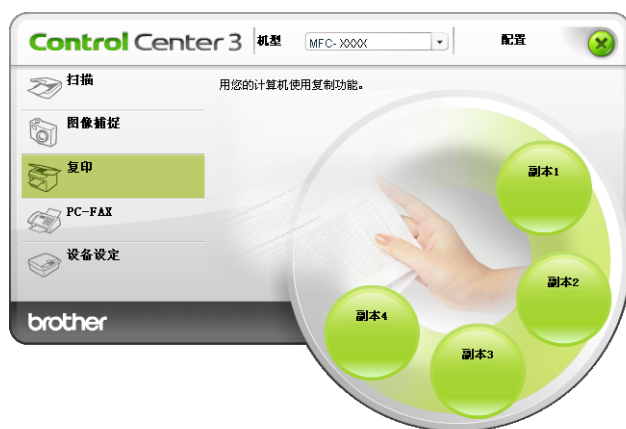 Control Center 3 机型 MFC- XXXX 配置
扫描
用您的计算机使用复制功能。
图像捕捉
复印
PC-FAX
设备设定
副本1
副本2
副本3
副本4
brother